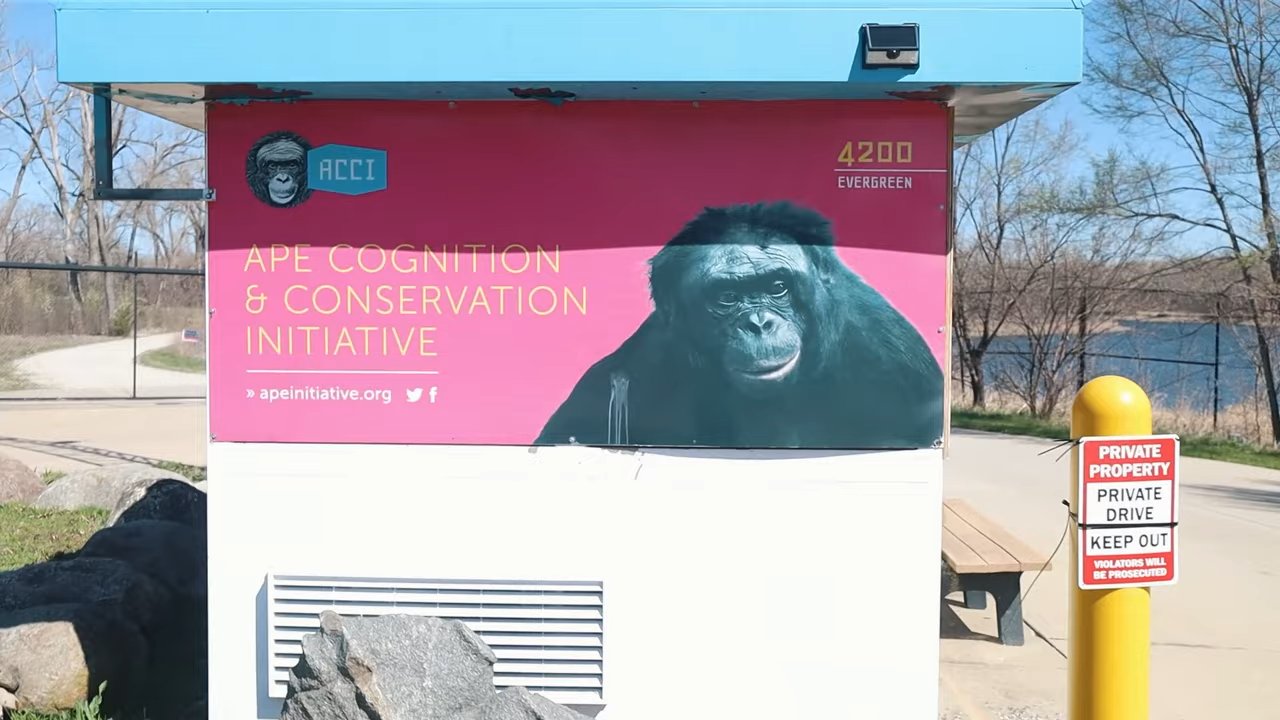 ACCI
4200
EVERGREEN
APE COGNITION
& CONSERVATION
INITIATIVE
» apeinitiative.org
PRIVATE
PROPERTY
PRIVATE
DRIVE
KEEP OUT
VIOLATORS WILL
BE PROSECUTED